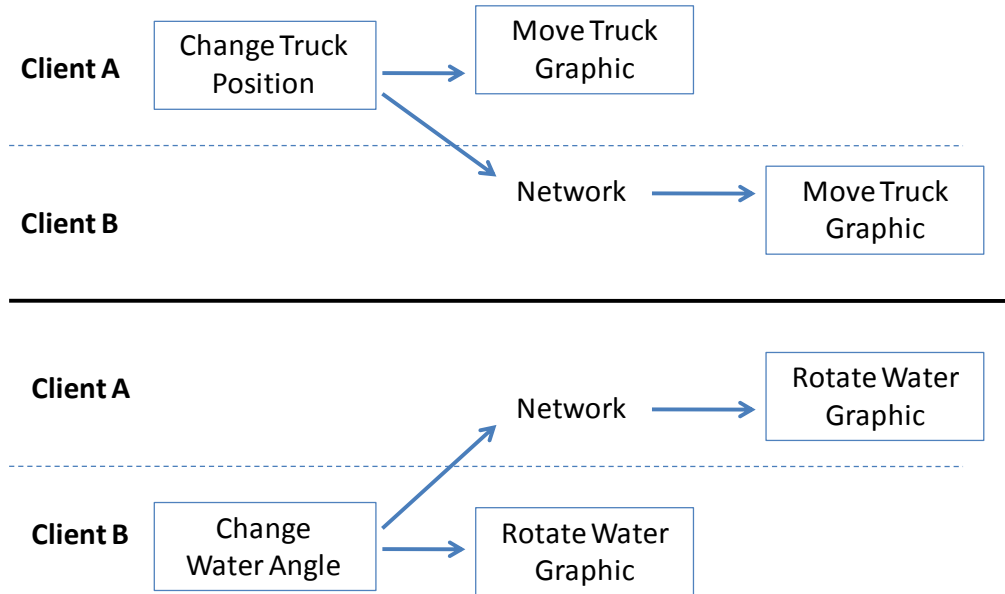 Client A
Change Truck
Position
Move Truck
Graphic
Client B
Network
Move Truck
Graphic
Client A
Network
Rotate Water
Graphic
Client B
Change
Water Angle
Rotate Water
Graphic